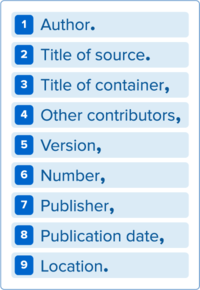 1 Author.
2 Title of source.
3 Title of container,
4 Other contributors,
5 Version,
6 Number,
7 Publisher,
8 Publication date,
9 Location.